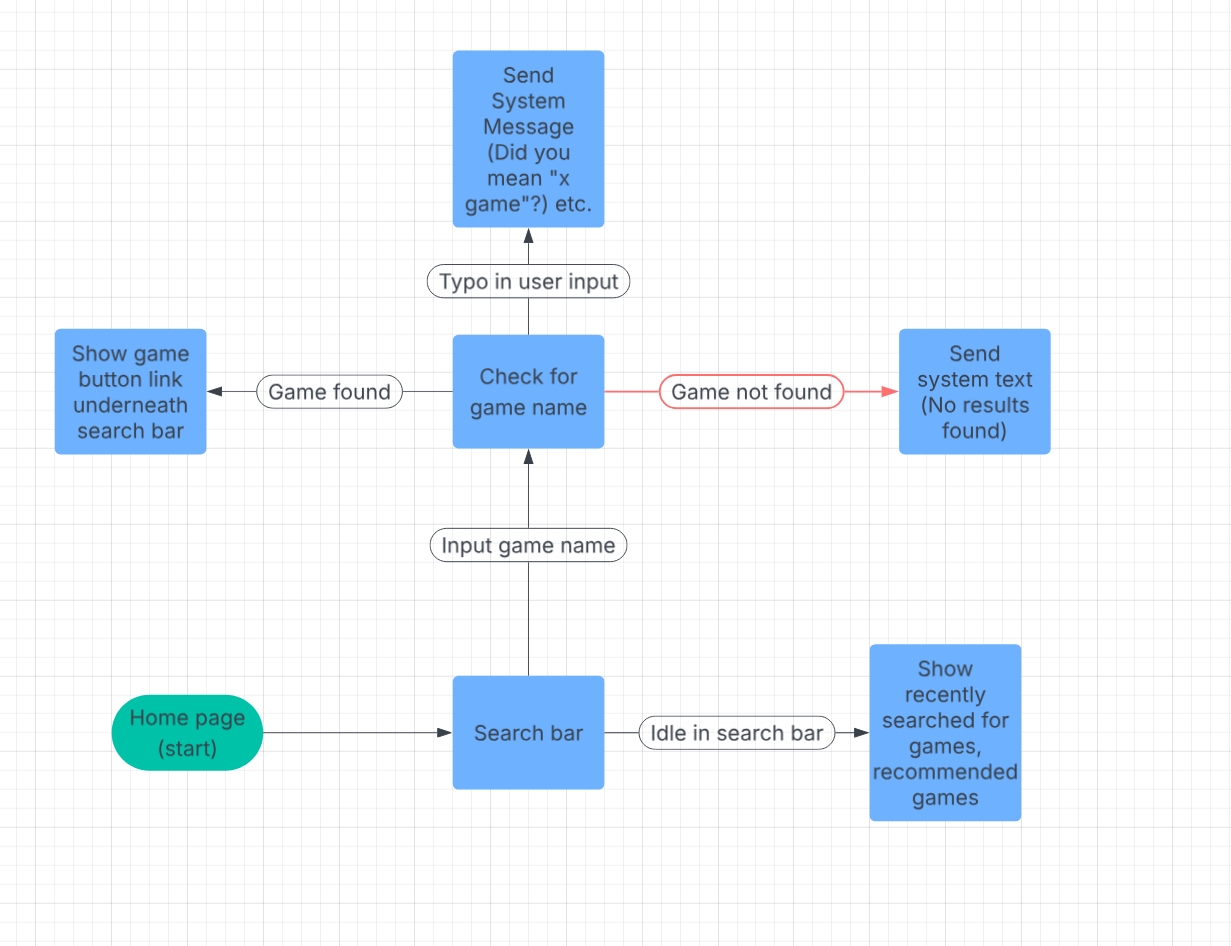 Send
System
Message
(Did you
mean "x
game"?) etc.
Typo in user input
Show game
button link
underneath
search bar
Game found
Check for
game name
Game not found
Send
system text
(No results
found)
Input game name
Home page
(start)
Search bar
Idle in search bar
Show
recently
searched for
games,
recommended
games